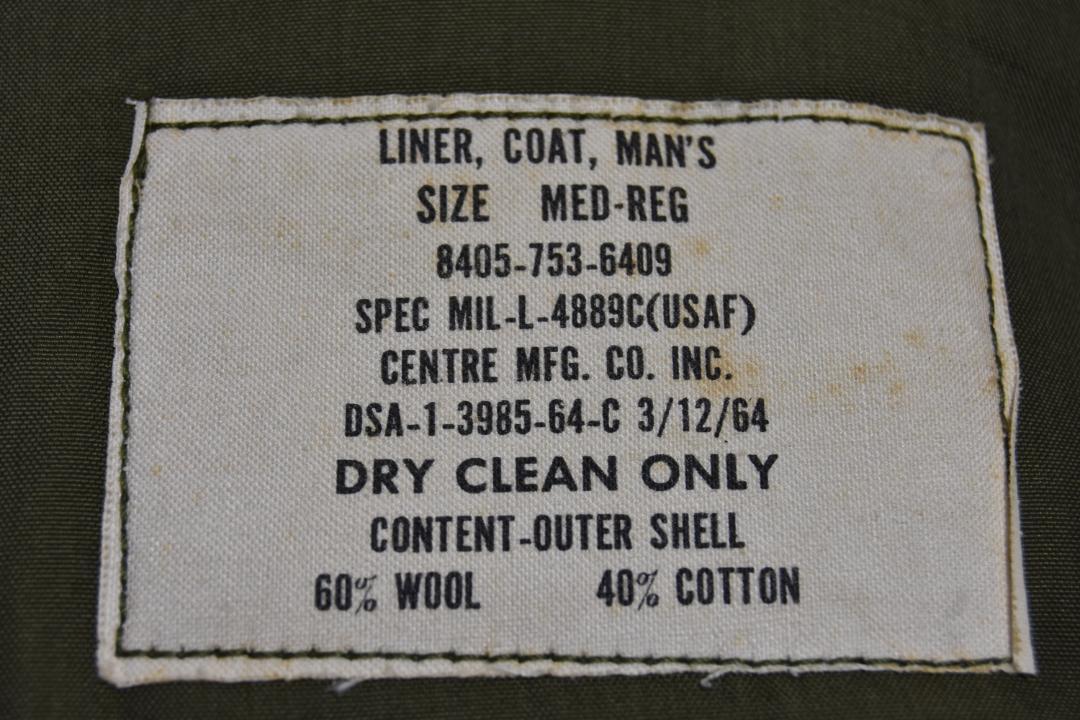 LINER, COAT, MAN'S
SIZE MED-REG
8405-753-6409
SPEC MIL-L-4889C(USAF)
CENTRE MFG. CO. INC.
DSA-1-3985-64-C 3/12/64
DRY CLEAN ONLY
CONTENT-OUTER SHELL
60% WOOL 40% COTTON